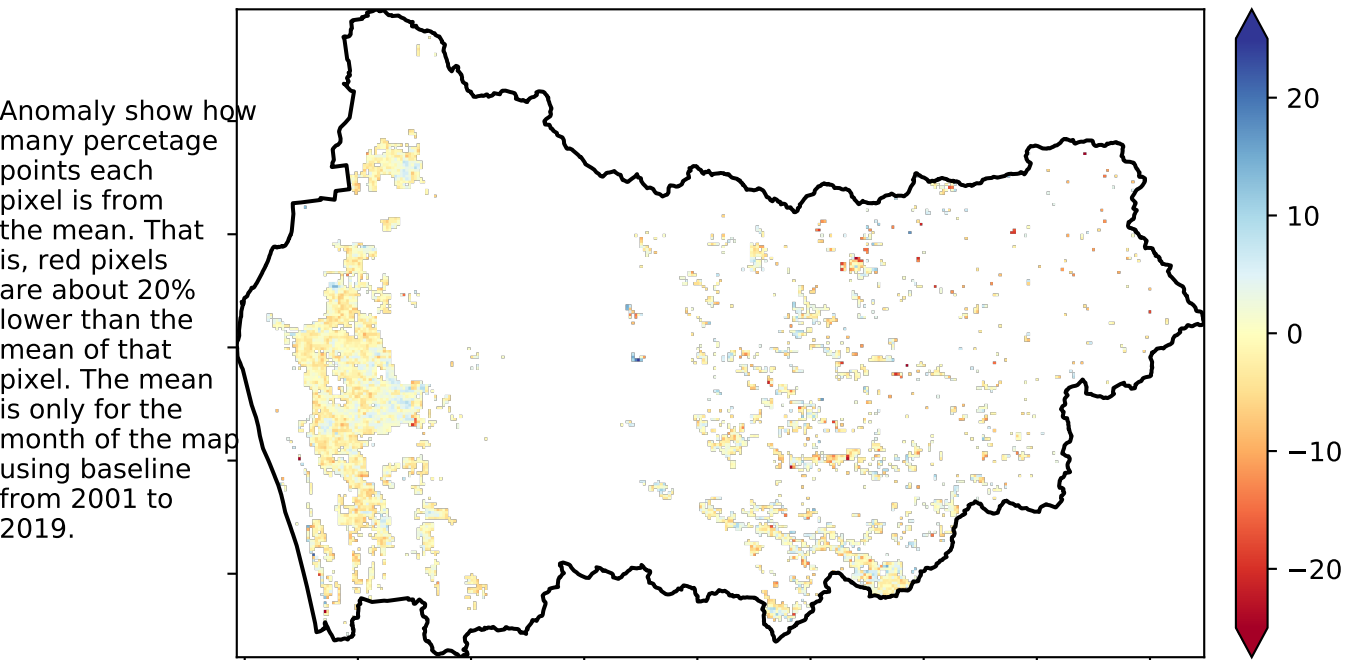 Anomaly show how
many percetage
points each
pixel is from
the mean. That
is, red pixels
are about 20%
lower than the
mean of that
pixel. The mean
is only for the
month of the map
using baseline
from 2001 to
2019.
20
10
0
−10
−20